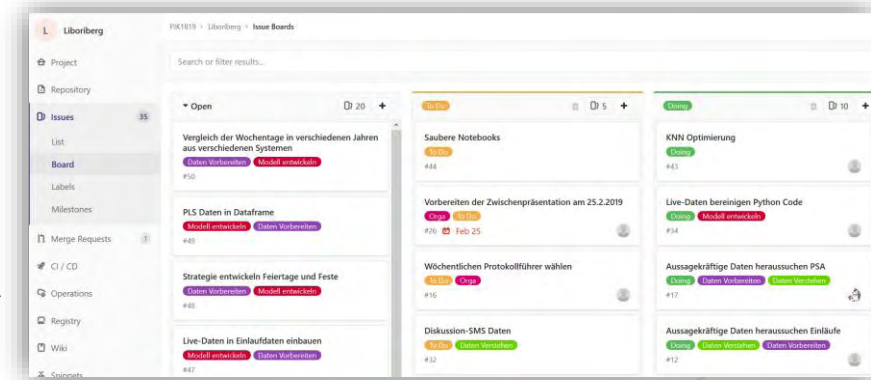 L Liboriberg
PJK1819 > Liboriberg > Issue Boards
Project
Repository
Issues 35
List
Board
Labels
Milestones
Merge Requests 1
CI / CD
Operations
Registry
Wiki
Snippets
Search or filter results...
Open 20 +
Vergleich der Wochentage in verschiedenen Jahren
aus verschiedenen Systemen
Daten Vorbereiten Modell entwickeln
#50
PLS Daten in Dataframe
Modell entwickeln Daten Vorbereiten
#49
Strategie entwickeln Feiertage und Feste
Daten Vorbereiten Modell entwickeln
#48
Live-Daten in Einlaufdaten einbauen
Modell entwickeln Daten Vorbereiten
#47
To Do 5 +
Saubere Notebooks
To Do
#44
Vorbereiten der Zwischenpräsentation am 25.2.2019
Orga To Do
#26 Feb 25
Wöchentlichen Protokollführer wählen
To Do Orga
#16
Diskussion-SMS Daten
To Do Daten Verstehen
#32
Doing 10 +
KNN Optimierung
Doing
#43
Live-Daten bereinigen Python Code
Doing Modell entwickeln
#34
Aussagekräftige Daten heraussuchen PSA
Doing Daten Vorbereiten Daten Verstehen
#17
Aussagekräftige Daten heraussuchen Einläufe
Doing Daten Verstehen Daten Vorbereiten
#12